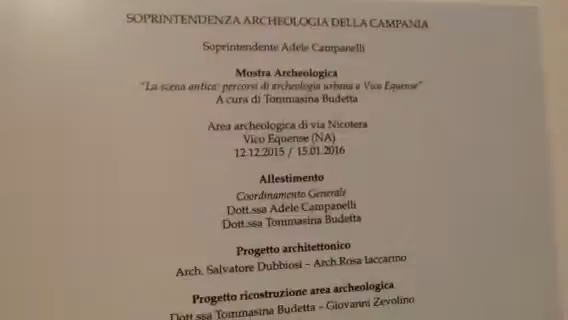 SOPRINTENDENZA ARCHEOLOGIA DELLA CAMPANIA
Soprintendente Adele Campanelli
Mostra Archeologica
"La scena antica: percorsi di archeologia urbana a Vico Equense"
A cura di Tommasina Budetta
Area archeologica di via Nicotera
Vico Equense (NA)
12.12.2015 / 15.01.2016
Allestimento
Coordinamento Generale
Dott.ssa Adele Campanelli
Dott.ssa Tommasina Budetta
Progetto architettonico
Arch. Salvatore Dubbiosi – Arch.Rosa Iaccarino
Progetto ricostruzione area archeologica
Dott.ssa Tommasina Budetta – Giovanni Zevolino